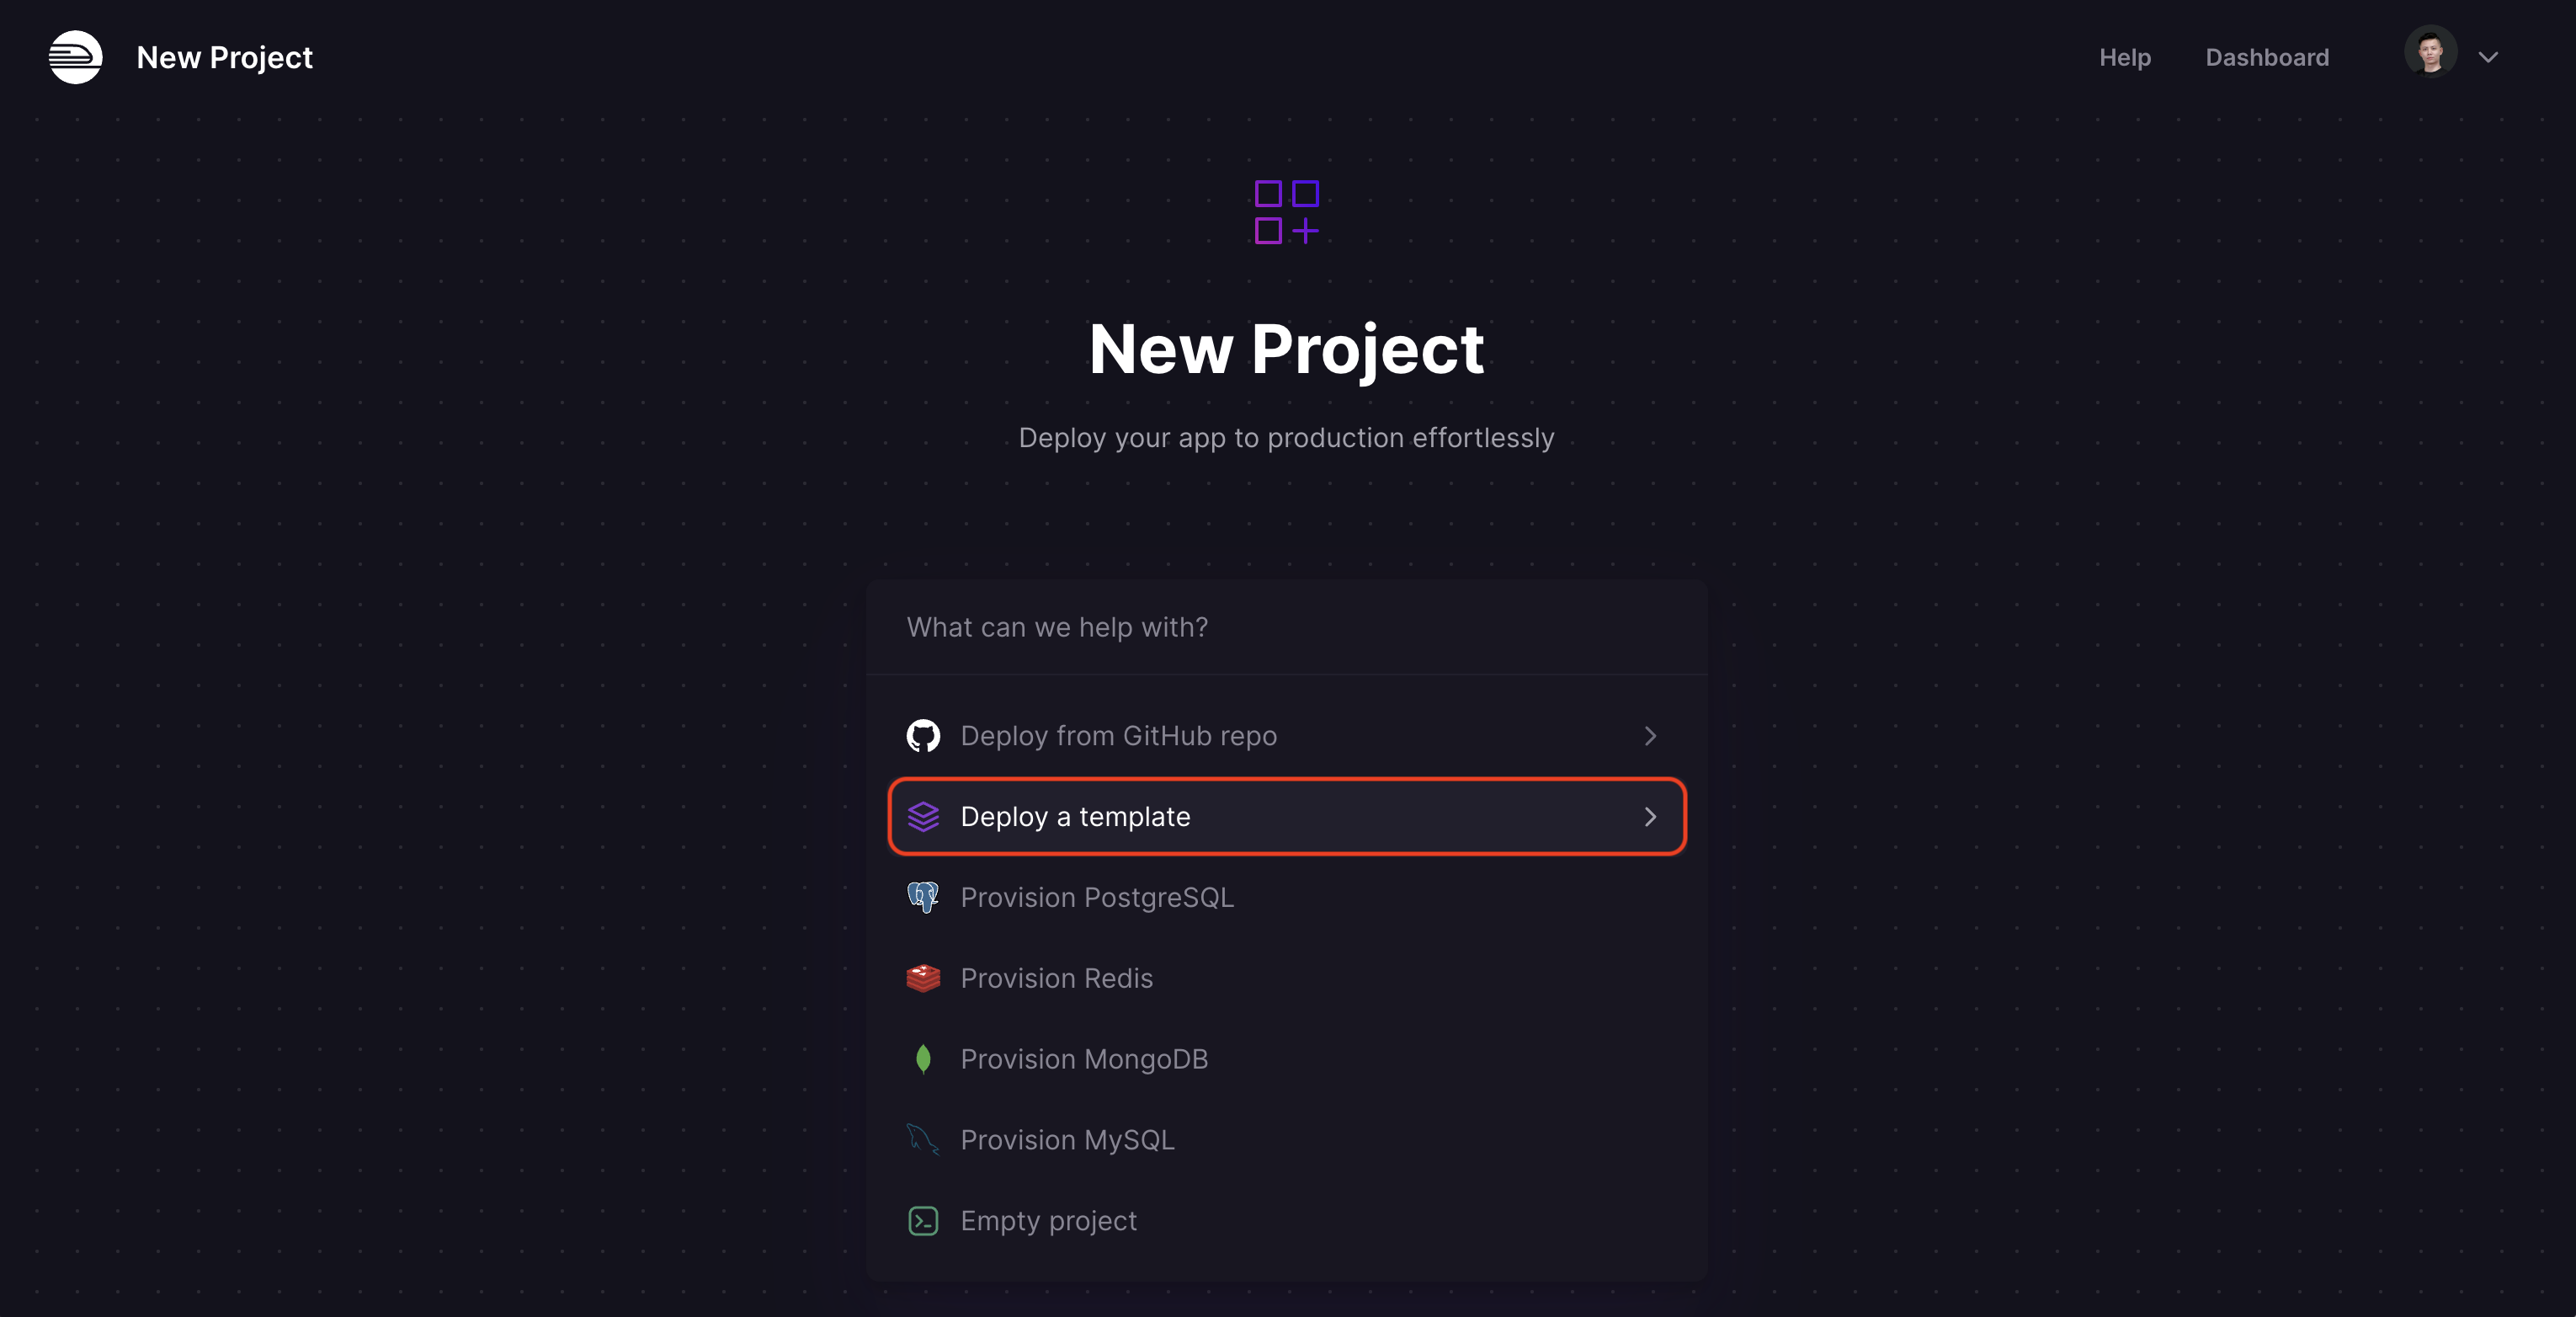 New Project
Help
Dashboard
New Project
Deploy your app to production effortlessly
What can we help with?
Deploy from GitHub repo
Deploy a template
Provision PostgreSQL
Provision Redis
Provision MongoDB
Provision MySQL
Empty project